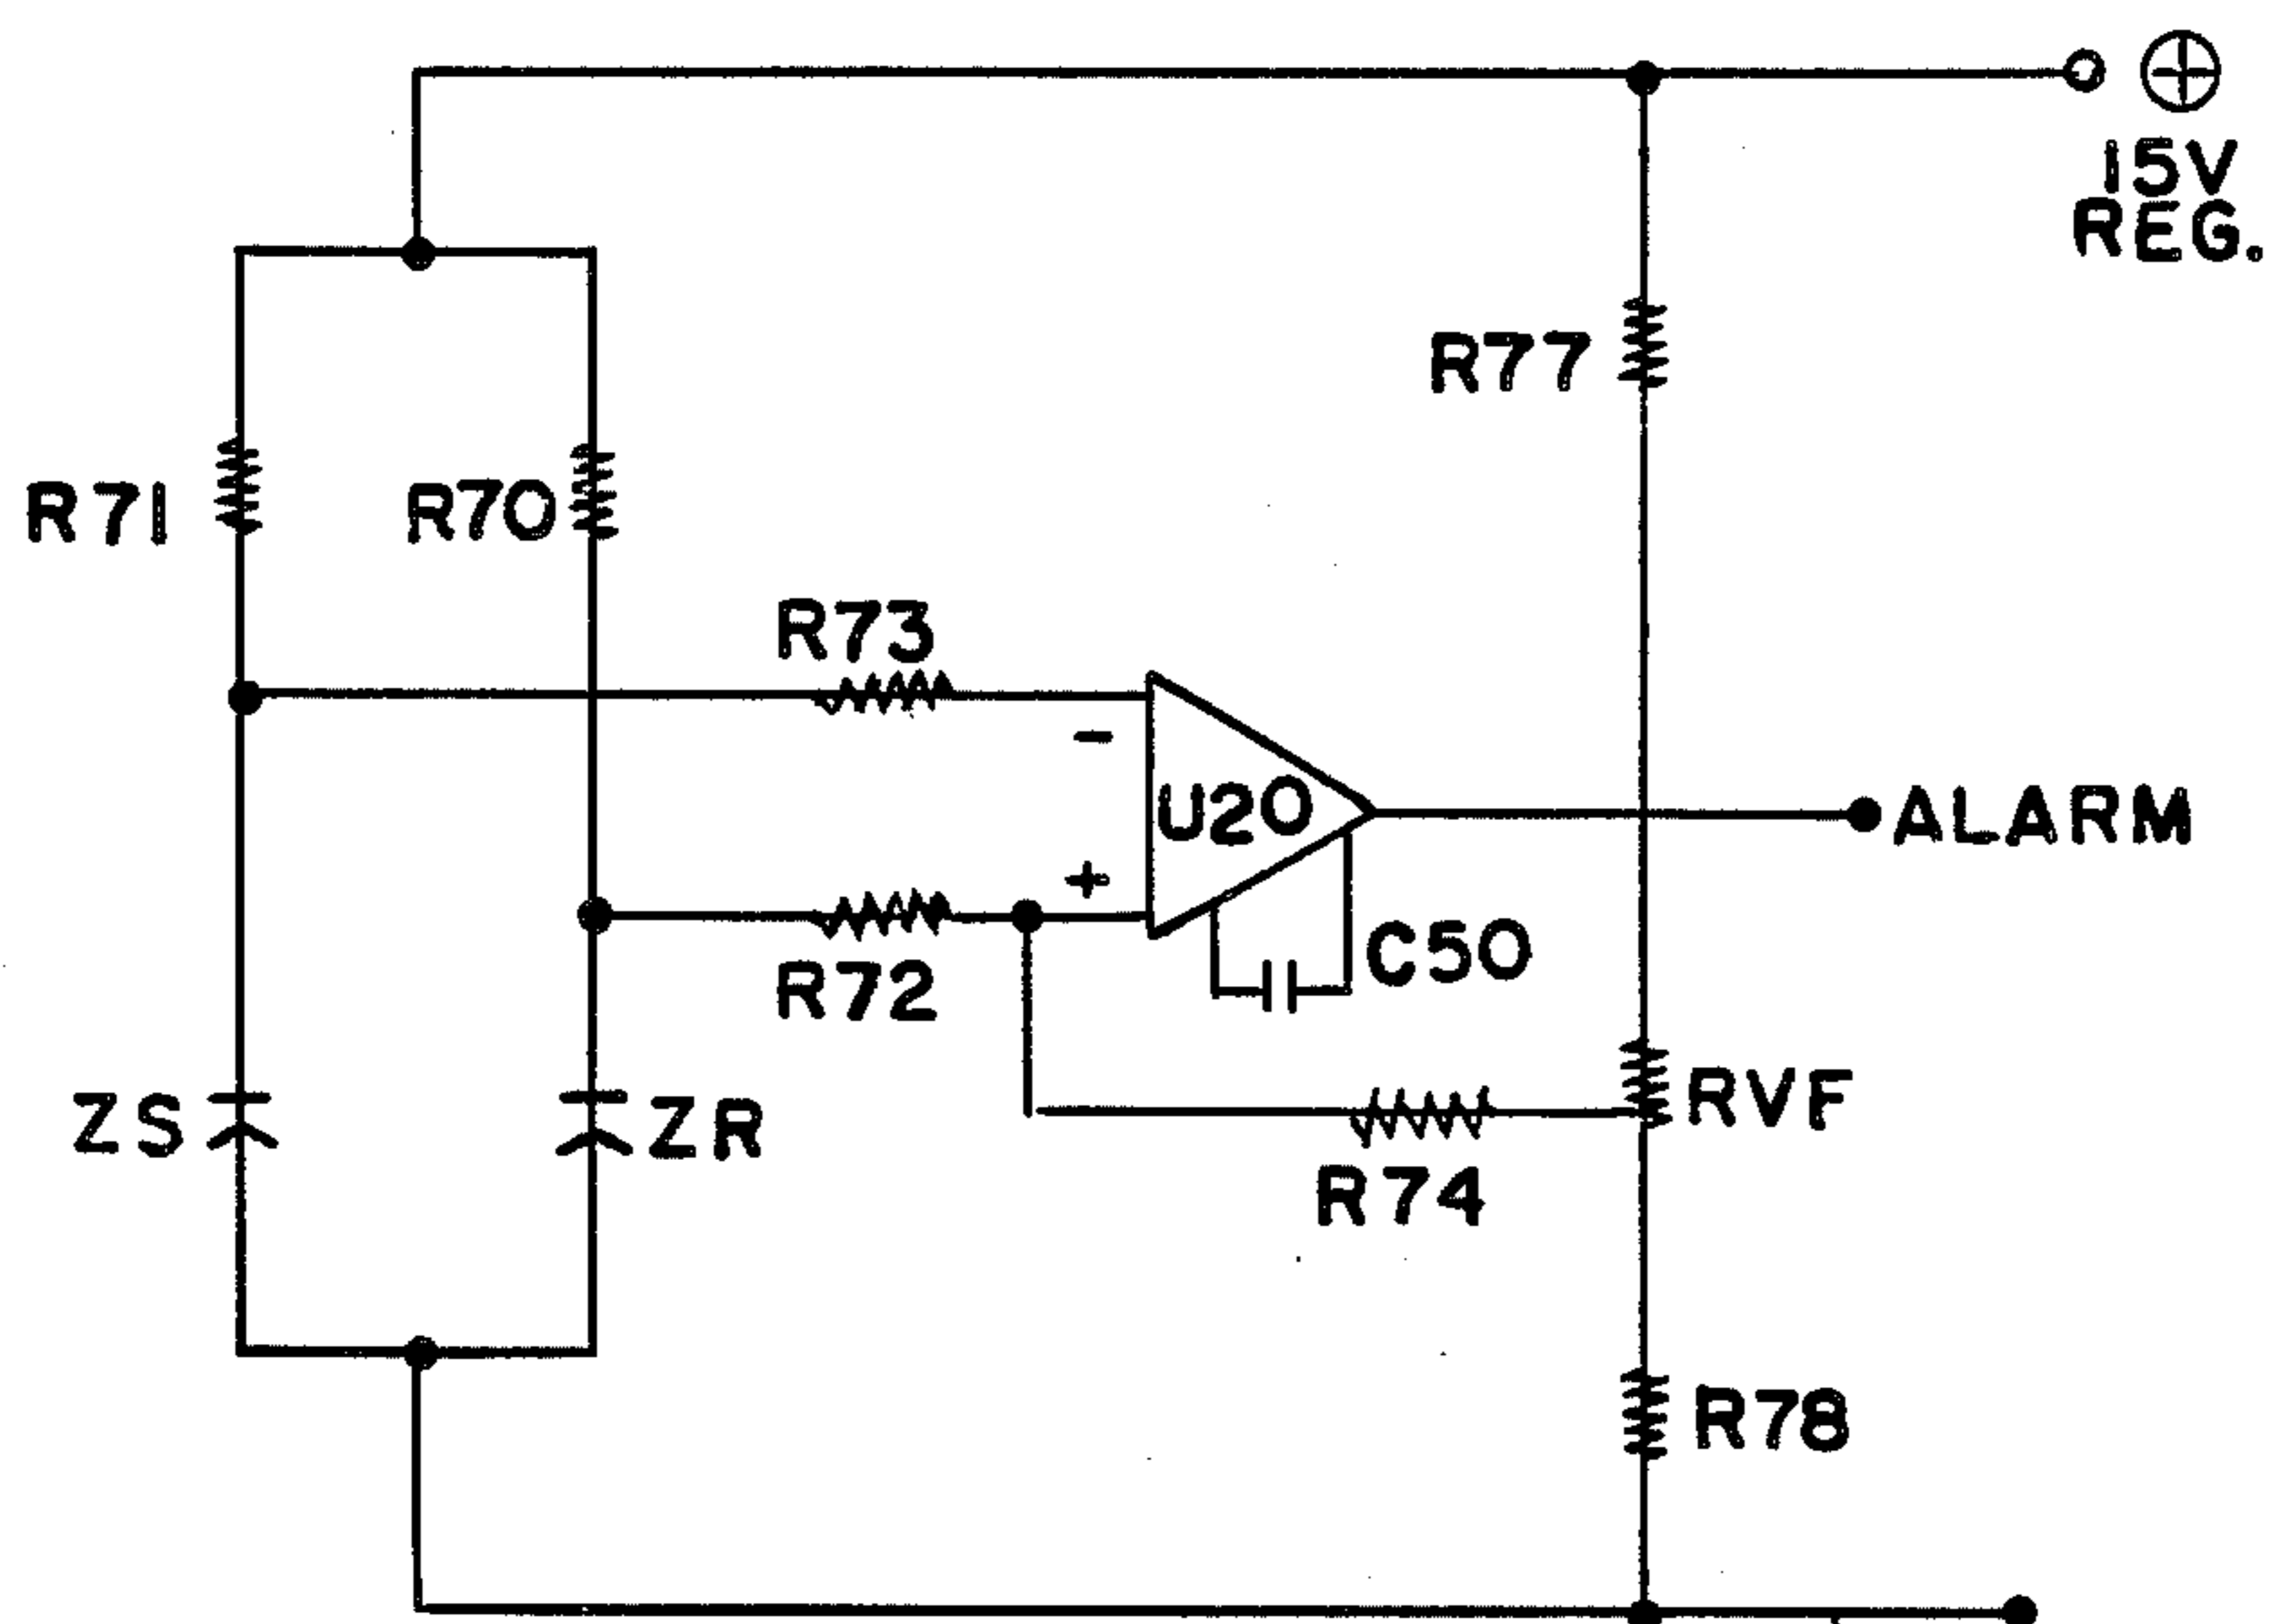 15V
REG.
R77
R71
R70
R73
-
U20
ALARM
+
C50
R72
RVF
ZS
ZR
R74
R78